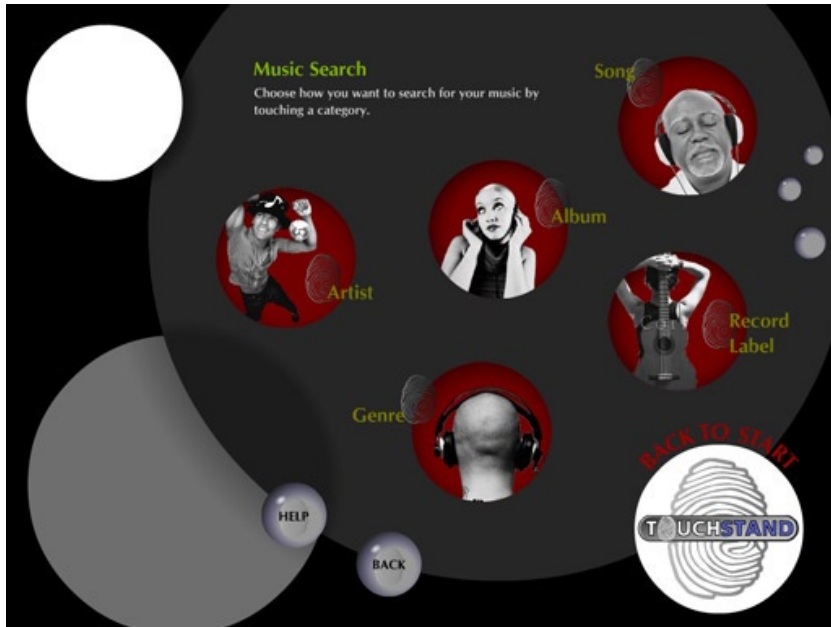 Music Search
Choose how you want to search for your music by
touching a category.
Song
Album
Artist
Record
Label
Genre
BACK TO START
TOUCHSTAND
HELP
BACK